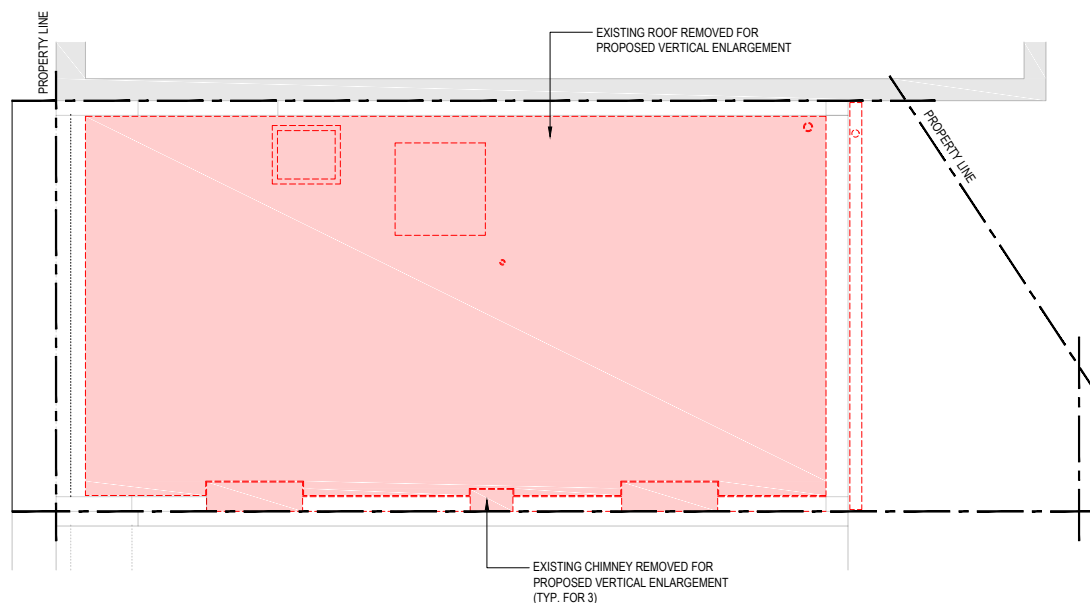 PROPERTY LINE
EXISTING ROOF REMOVED FOR
PROPOSED VERTICAL ENLARGEMENT
PROPERTY LINE
EXISTING CHIMNEY REMOVED FOR
PROPOSED VERTICAL ENLARGEMENT
(TYP. FOR 3)